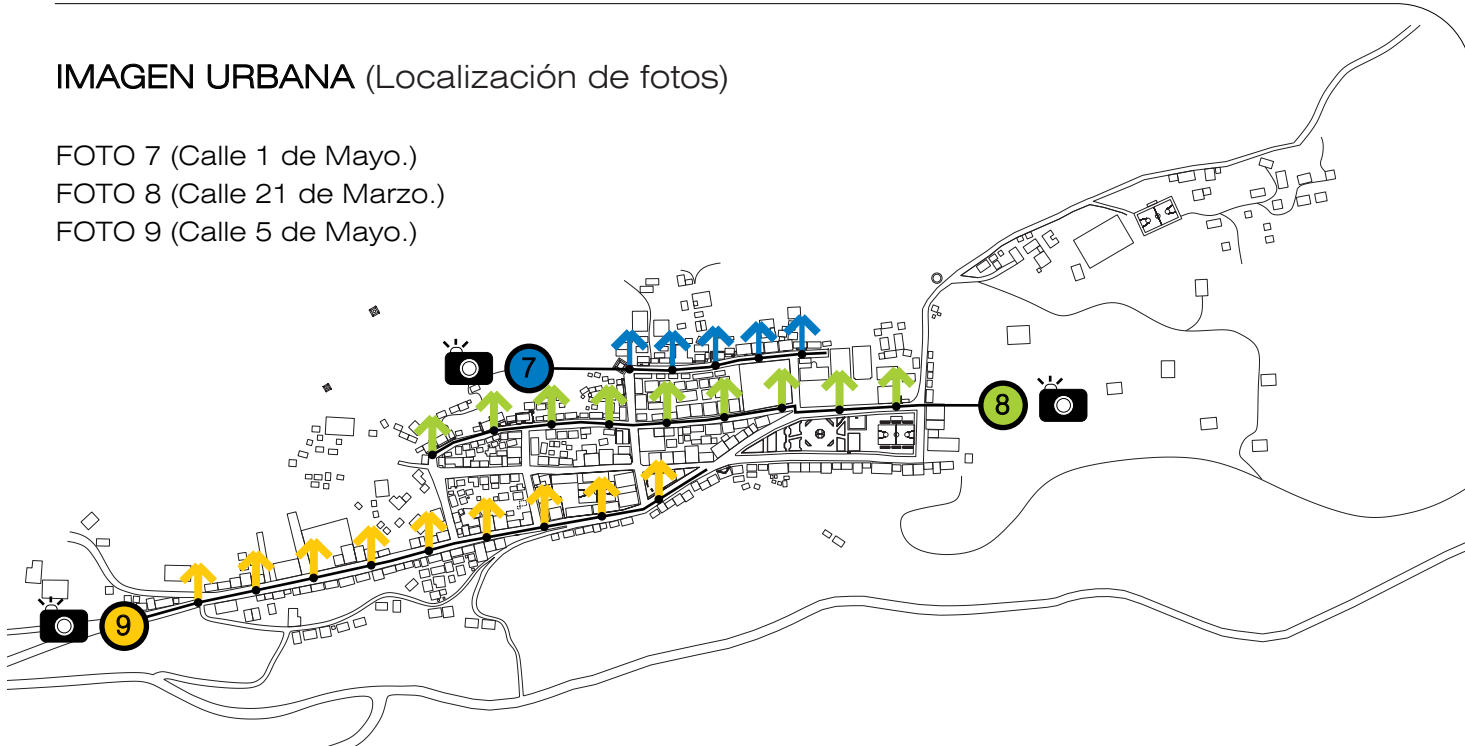 IMAGEN URBANA (Localización de fotos)
FOTO 7 (Calle 1 de Mayo.)
FOTO 8 (Calle 21 de Marzo.)
FOTO 9 (Calle 5 de Mayo.)
7
8
9